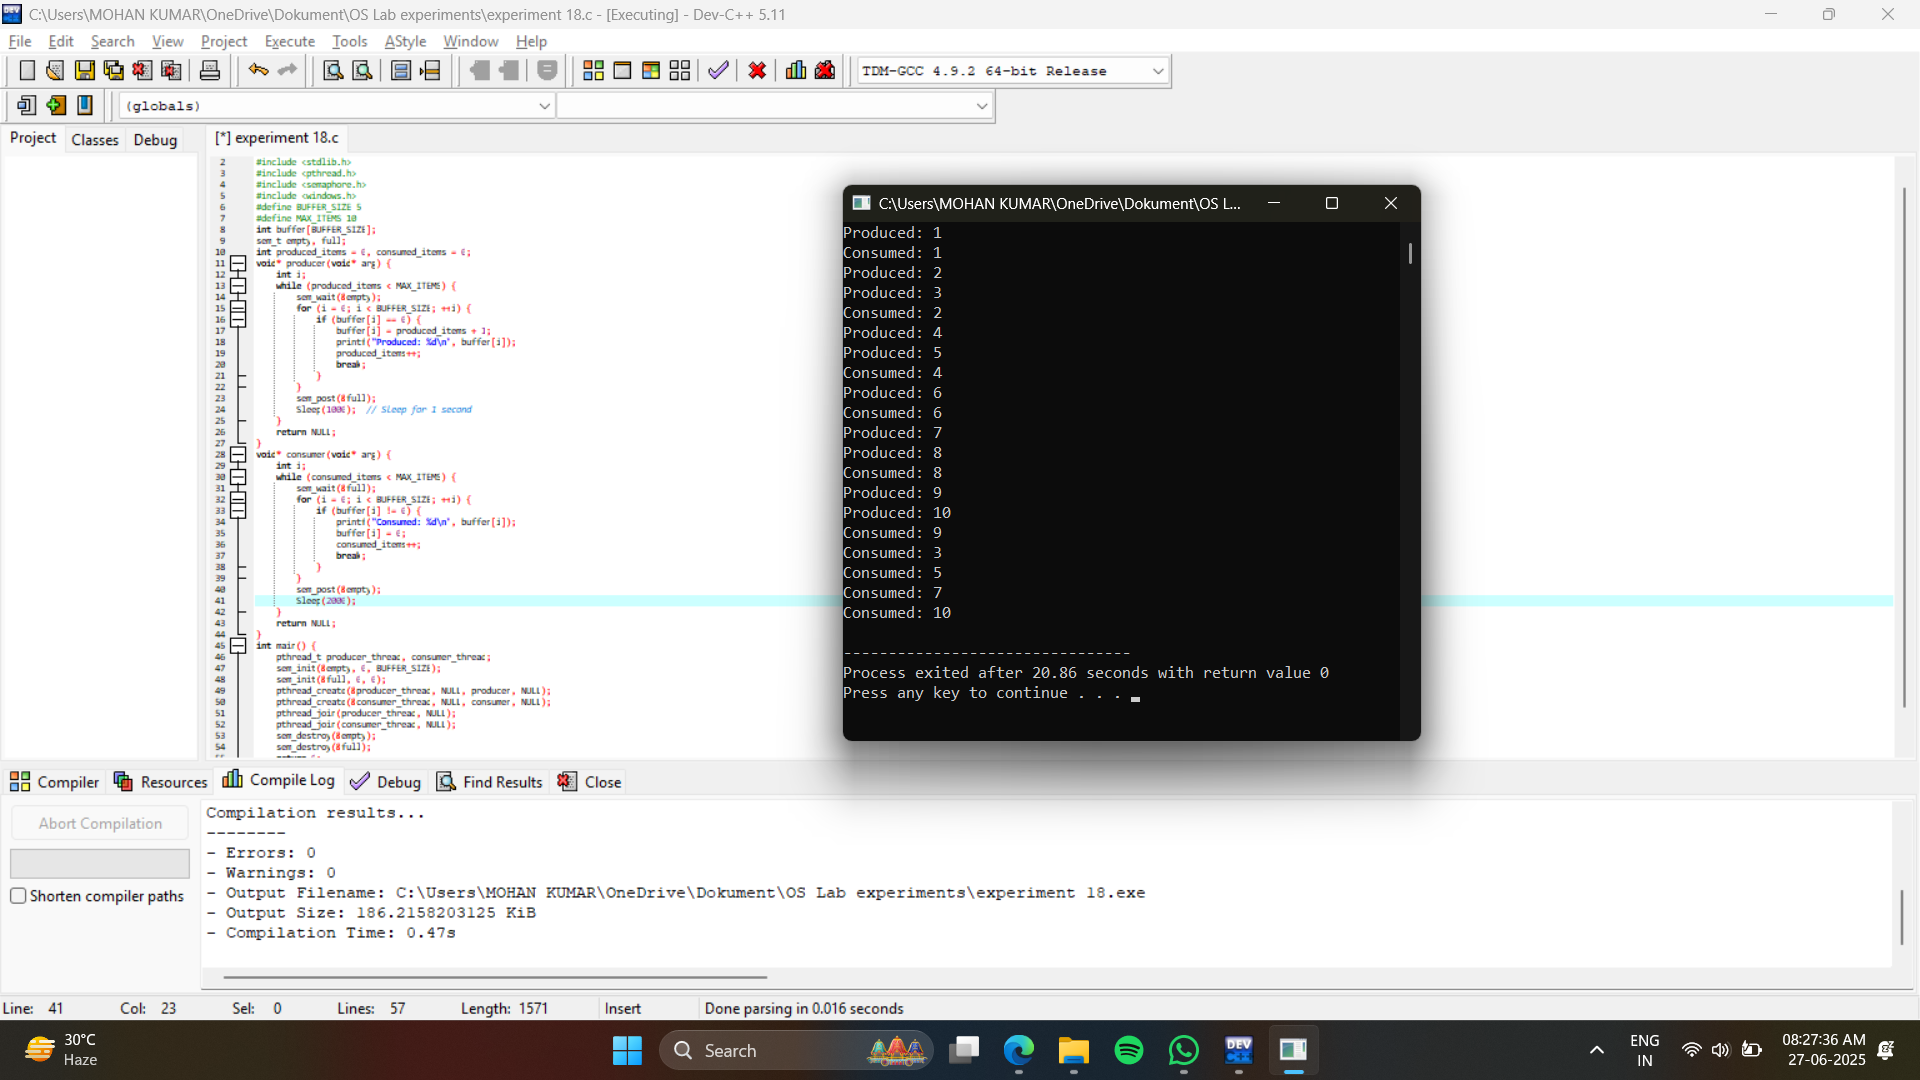 C:\Users\MOHAN KUMAR\OneDrive\Dokument\OS Lab experiments\experiment 18.c - [Executing] - Dev-C++ 5.11
File Edit Search View Project Execute Tools AStyle Window Help
TDM-GCC 4.9.2 64-bit Release
(globals)
Project Classes Debug
[*] experiment 18.c
2 #include <stdlib.h>
3 #include <pthread.h>
4 #include <semaphore.h>
5 #include <windows.h>
6 #define BUFFER_SIZE 5
7 #define MAX_ITEMS 10
8 int buffer[BUFFER_SIZE];
9 sem_t empty, full;
10 int produced_items = 0, consumed_items = 0;
11 void* producer(void* arg) {
12 int i;
13 while (produced_items < MAX_ITEMS) {
14 sem_wait(&empty);
15 for (i = 0; i < BUFFER_SIZE; ++i) {
16 if (buffer[i] == 0) {
17 buffer[i] = produced_items + 1;
18 printf("Produced: %d\n", buffer[i]);
19 produced_items++;
20 break;
21 }
22 }
23 sem_post(&full);
24 Sleep(1000); // Sleep for 1 second
25 }
26 return NULL;
27 }
28 void* consumer(void* arg) {
29 int i;
30 while (consumed_items < MAX_ITEMS) {
31 sem_wait(&full);
32 for (i = 0; i < BUFFER_SIZE; ++i) {
33 if (buffer[i] != 0) {
34 printf("Consumed: %d\n", buffer[i]);
35 buffer[i] = 0;
36 consumed_items++;
37 break;
38 }
39 }
40 sem_post(&empty);
41 Sleep(2000);
42 }
43 return NULL;
44 }
45 int main() {
46 pthread_t producer_thread, consumer_thread;
47 sem_init(&empty, 0, BUFFER_SIZE);
48 sem_init(&full, 0, 0);
49 pthread_create(&producer_thread, NULL, producer, NULL);
50 pthread_create(&consumer_thread, NULL, consumer, NULL);
51 pthread_join(producer_thread, NULL);
52 pthread_join(consumer_thread, NULL);
53 sem_destroy(&empty);
54 sem_destroy(&full);
C:\Users\MOHAN KUMAR\OneDrive\Dokument\OS L...
Produced: 1
Consumed: 1
Produced: 2
Produced: 3
Consumed: 2
Produced: 4
Produced: 5
Consumed: 4
Produced: 6
Consumed: 6
Produced: 7
Produced: 8
Consumed: 8
Produced: 9
Produced: 10
Consumed: 9
Consumed: 3
Consumed: 5
Consumed: 7
Consumed: 10
--------------------------------
Process exited after 20.86 seconds with return value 0
Press any key to continue . . .
Compiler Resources Compile Log Debug Find Results Close
Abort Compilation
Shorten compiler paths
Compilation results...
--------
- Errors: 0
- Warnings: 0
- Output Filename: C:\Users\MOHAN KUMAR\OneDrive\Dokument\OS Lab experiments\experiment 18.exe
- Output Size: 186.2158203125 KiB
- Compilation Time: 0.47s
Line: 41 Col: 23 Sel: 0 Lines: 57 Length: 1571 Insert Done parsing in 0.016 seconds
30°C
Haze
Search
DEV
ENG
IN
08:27:36 AM
27-06-2025